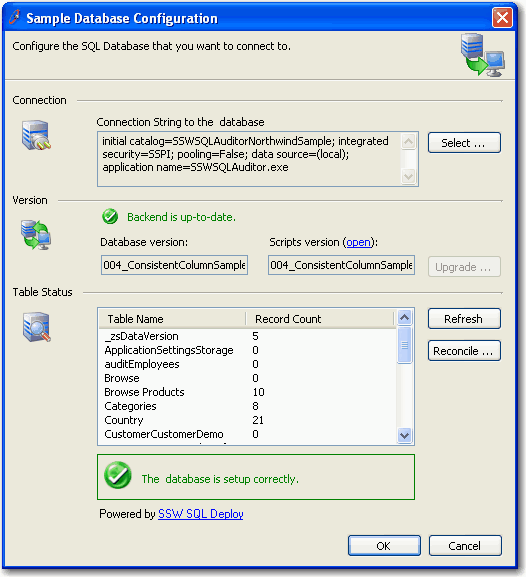 Sample Database Configuration
Configure the SQL Database that you want to connect to.
Connection
Connection String to the database
initial catalog=SSWSQLAuditorNorthwindSample; integrated
security=SSPI; pooling=False; data source=(local);
application name=SSWSQLAuditor.exe
Select ...
Version
Backend is up-to-date.
Database version:
Scripts version (open):
004_ConsistentColumnSample
004_ConsistentColumnSample
Upgrade ...
Table Status
Table Name Record Count
_zsDataVersion 5
ApplicationSettingsStorage 0
auditEmployees 0
Browse 0
Browse Products 10
Categories 8
Country 21
CustomerCustomerDemo 0
Refresh
Reconcile ...
The database is setup correctly.
Powered by SSW SQL Deploy
OK
Cancel